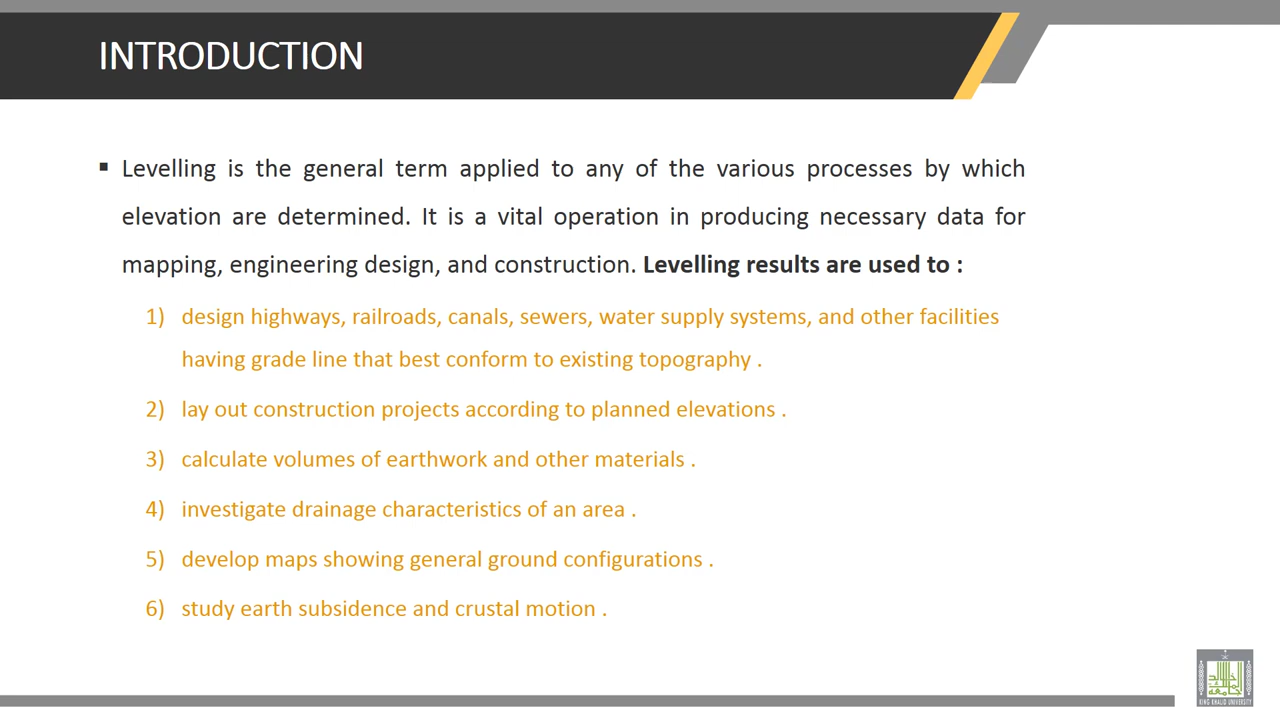 INTRODUCTION
▪ Levelling is the general term applied to any of the various processes by which
elevation are determined. It is a vital operation in producing necessary data for
mapping, engineering design, and construction. Levelling results are used to :
1) design highways, railroads, canals, sewers, water supply systems, and other facilities
having grade line that best conform to existing topography .
2) lay out construction projects according to planned elevations .
3) calculate volumes of earthwork and other materials .
4) investigate drainage characteristics of an area .
5) develop maps showing general ground configurations .
6) study earth subsidence and crustal motion .
KING KHALID UNIVERSITY